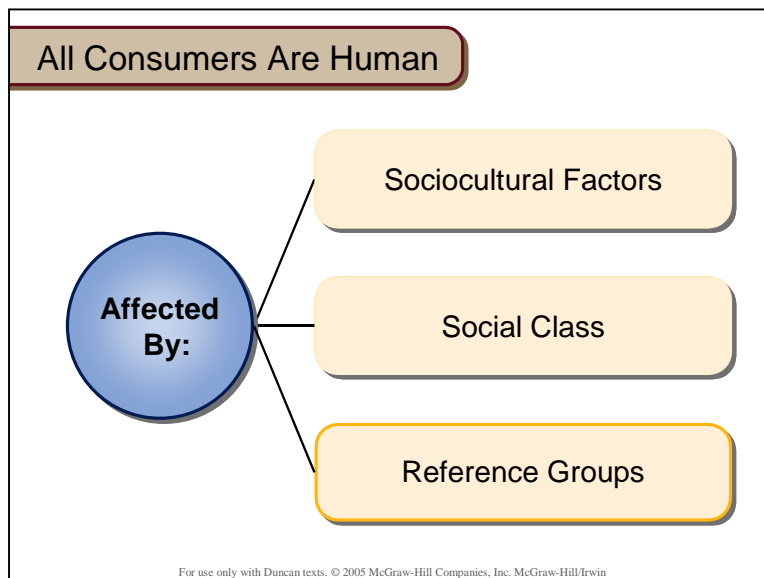 All Consumers Are Human
Affected
By:
Sociocultural Factors
Social Class
Reference Groups
For use only with Duncan texts. © 2005 McGraw-Hill Companies, Inc. McGraw-Hill/Irwin